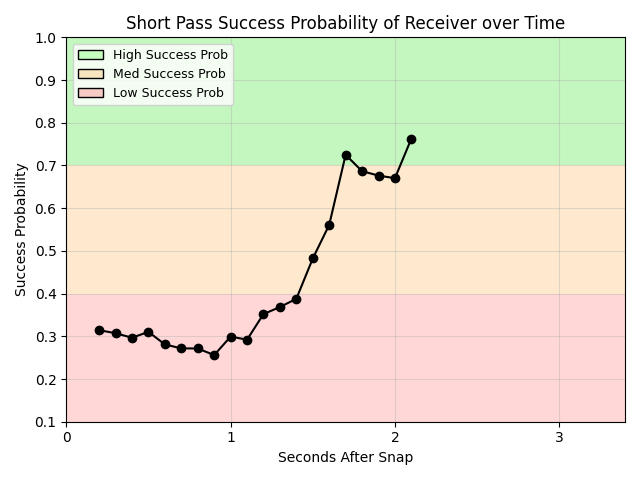 Short Pass Success Probability of Receiver over Time
High Success Prob
Med Success Prob
Low Success Prob
Success Probability
1.0
0.9
0.8
0.7
0.6
0.5
0.4
0.3
0.2
0.1
0 1 2 3
Seconds After Snap